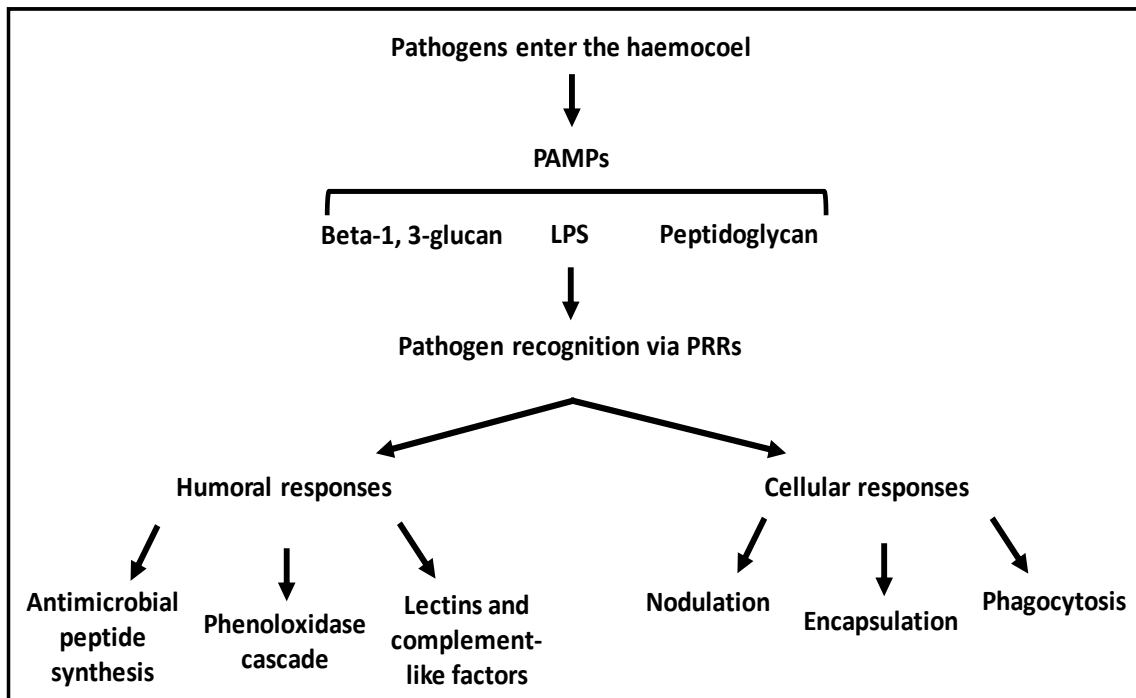 Pathogens enter the haemocoel
PAMPs
Beta-1, 3-glucan
LPS
Peptidoglycan
Pathogen recognition via PRRs
Humoral responses
Cellular responses
Antimicrobial
peptide
synthesis
Phenoloxidase
cascade
Lectins and
complement-
like factors
Nodulation
Encapsulation
Phagocytosis